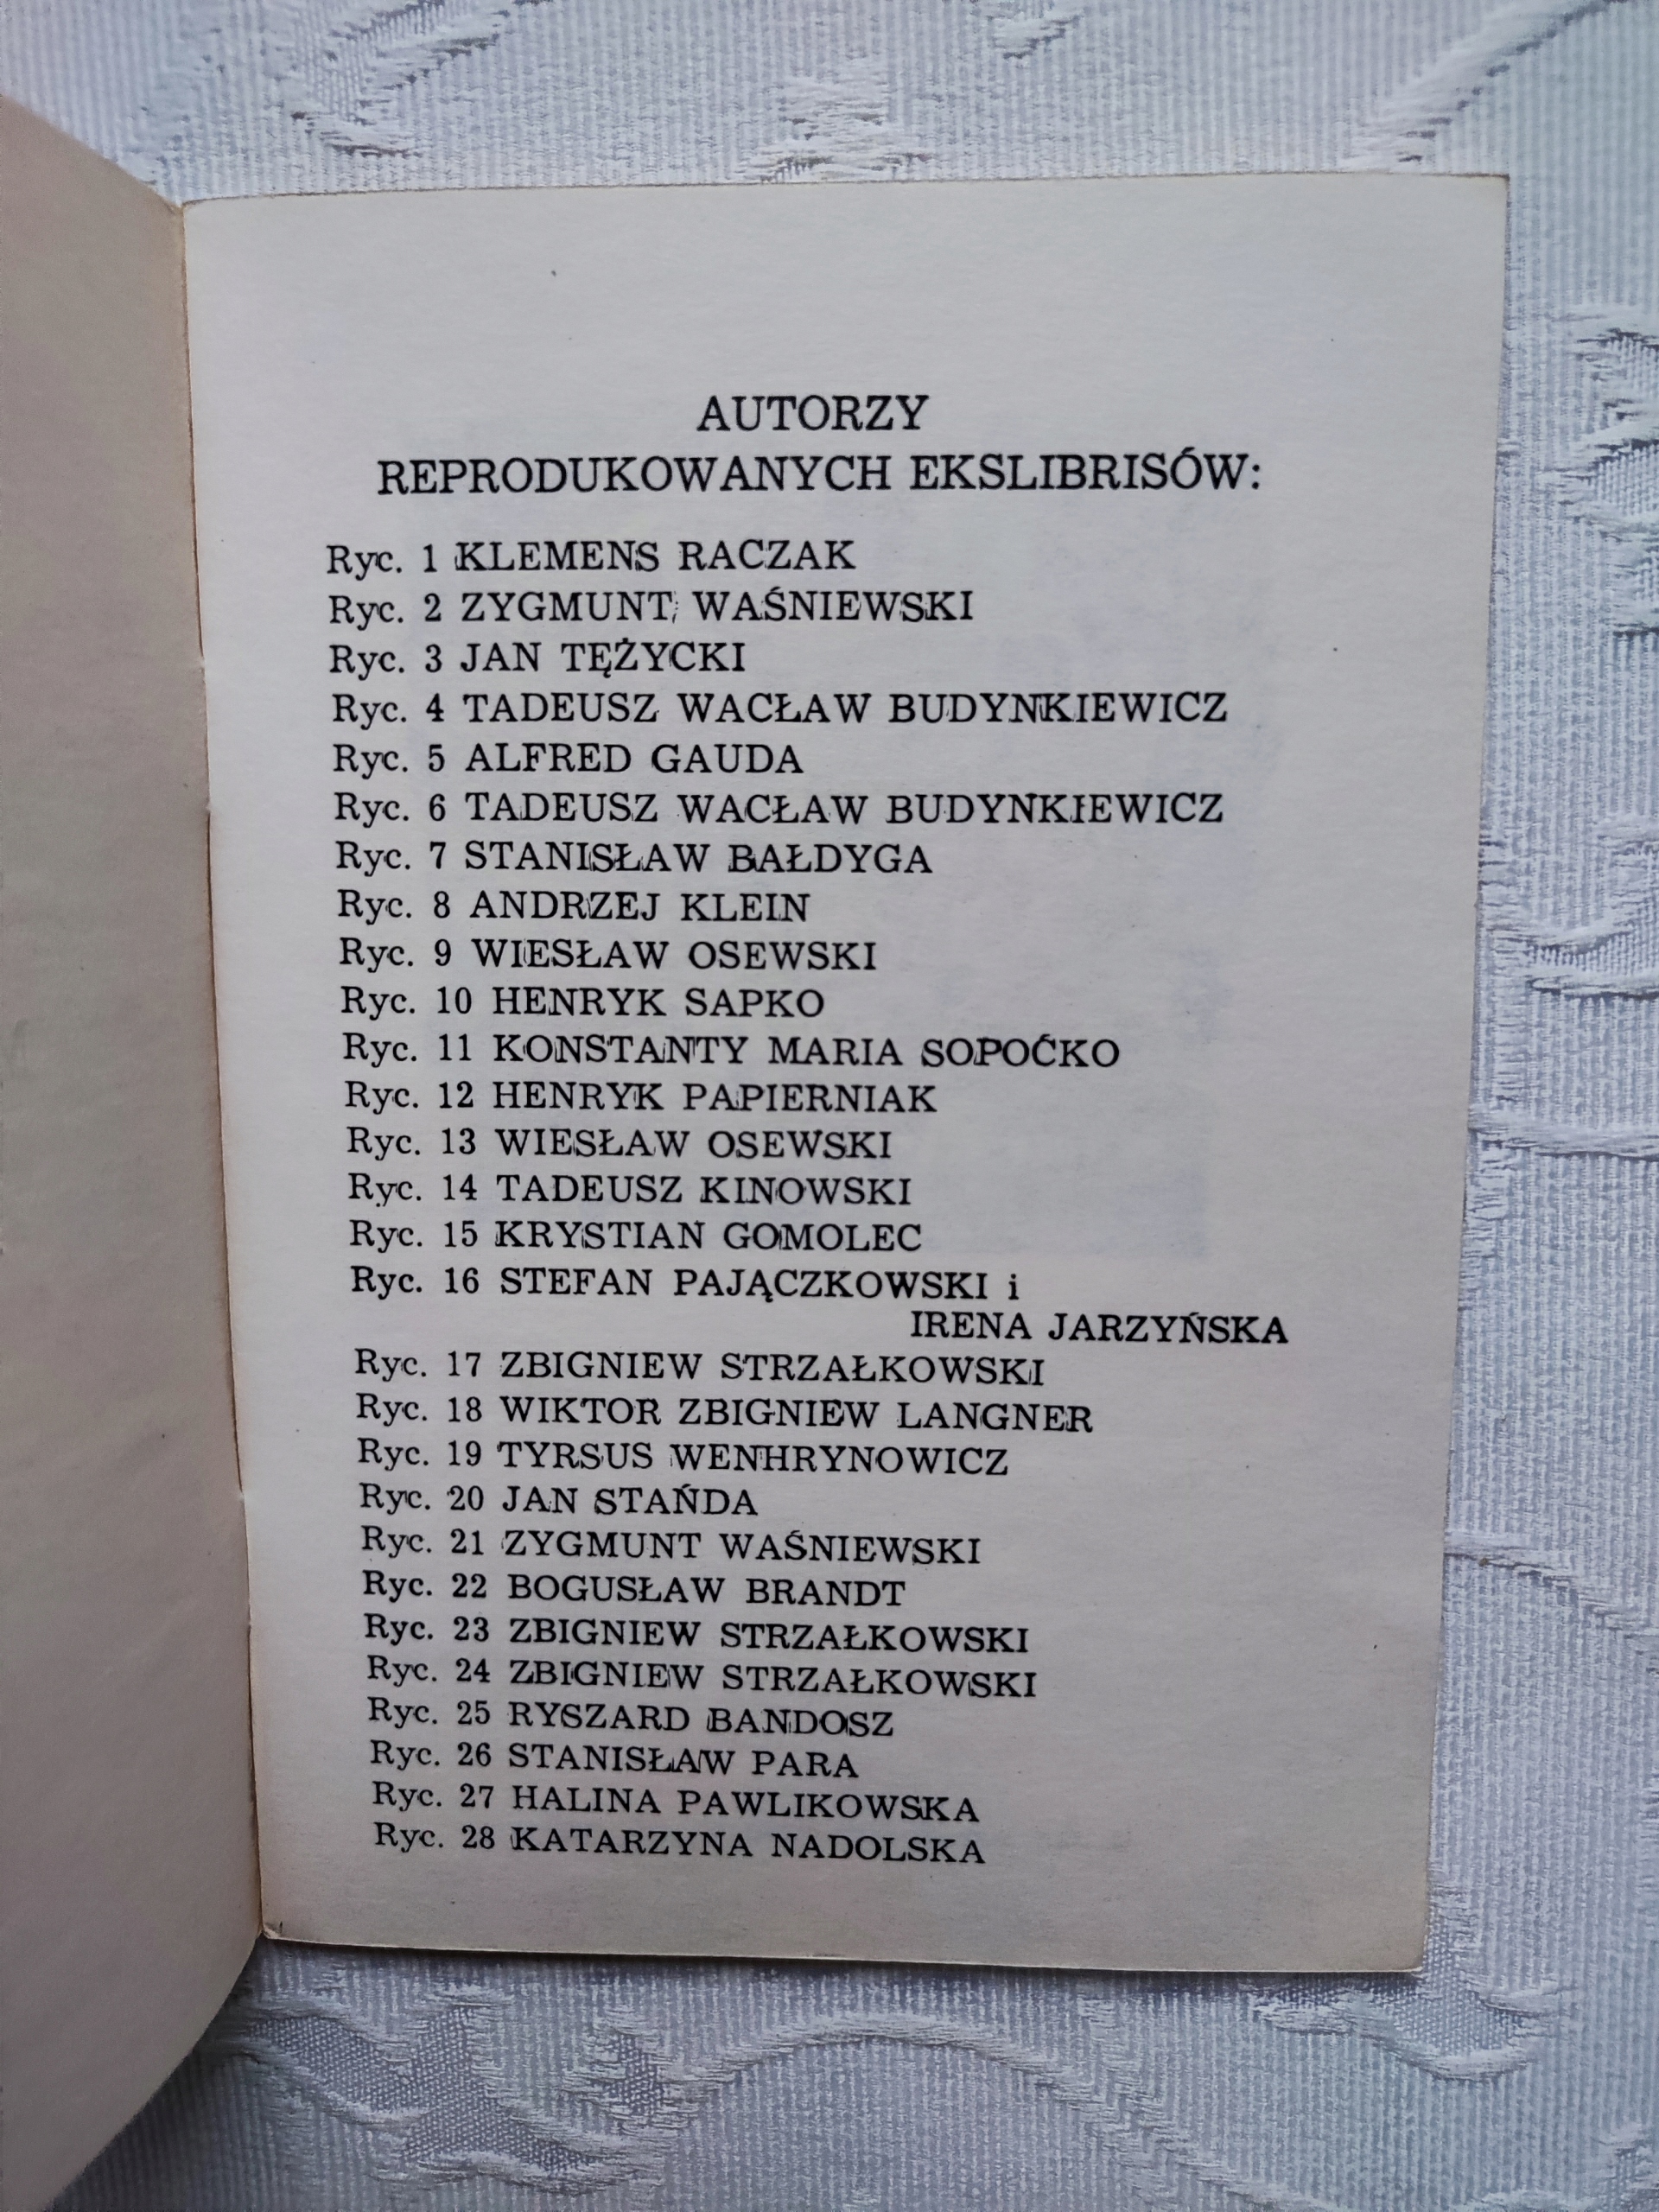 AUTORZY
REPRODUKOWANYCH EKSLIBRISÓW:
Ryc. 1 KLEMENS RACZAK
Ryc. 2 ZYGMUNT WAŚNIEWSKI
Ryc. 3 JAN TĘŻYCKI
Ryc. 4 TADEUSZ WACŁAW BUDYNKIEWICZ
Ryc. 5 ALFRED GAUDA
Ryc. 6 TADEUSZ WACŁAW BUDYNKIEWICZ
Ryc. 7 STANISŁAW BAŁDYGA
Ryc. 8 ANDRZEJ KLEIN
Ryc. 9 WIESŁAW OSEWSKI
Ryc. 10 HENRYK SAPKO
Ryc. 11 KONSTANTY MARIA SOPOĆKO
Ryc. 12 HENRYK PAPIERNIAK
Ryc. 13 WIESŁAW OSEWSKI
Ryc. 14 TADEUSZ KINOWSKI
Ryc. 15 KRYSTIAN GOMOLEC
Ryc. 16 STEFAN PAJĄCZKOWSKI i
IRENA JARZYŃSKA
Ryc. 17 ZBIGNIEW STRZAŁKOWSKI
Ryc. 18 WIKTOR ZBIGNIEW LANGNER
Ryc. 19 TYRSUS WENHRYNOWICZ
Ryc. 20 JAN STAŃDA
Ryc. 21 ZYGMUNT WAŚNIEWSKI
Ryc. 22 BOGUSŁAW BRANDT
Ryc. 23 ZBIGNIEW STRZAŁKOWSKI
Ryc. 24 ZBIGNIEW STRZAŁKOWSKI
Ryc. 25 RYSZARD BANDOSZ
Ryc. 26 STANISŁAW PARA
Ryc. 27 HALINA PAWLIKOWSKA
Ryc. 28 KATARZYNA NADOLSKA